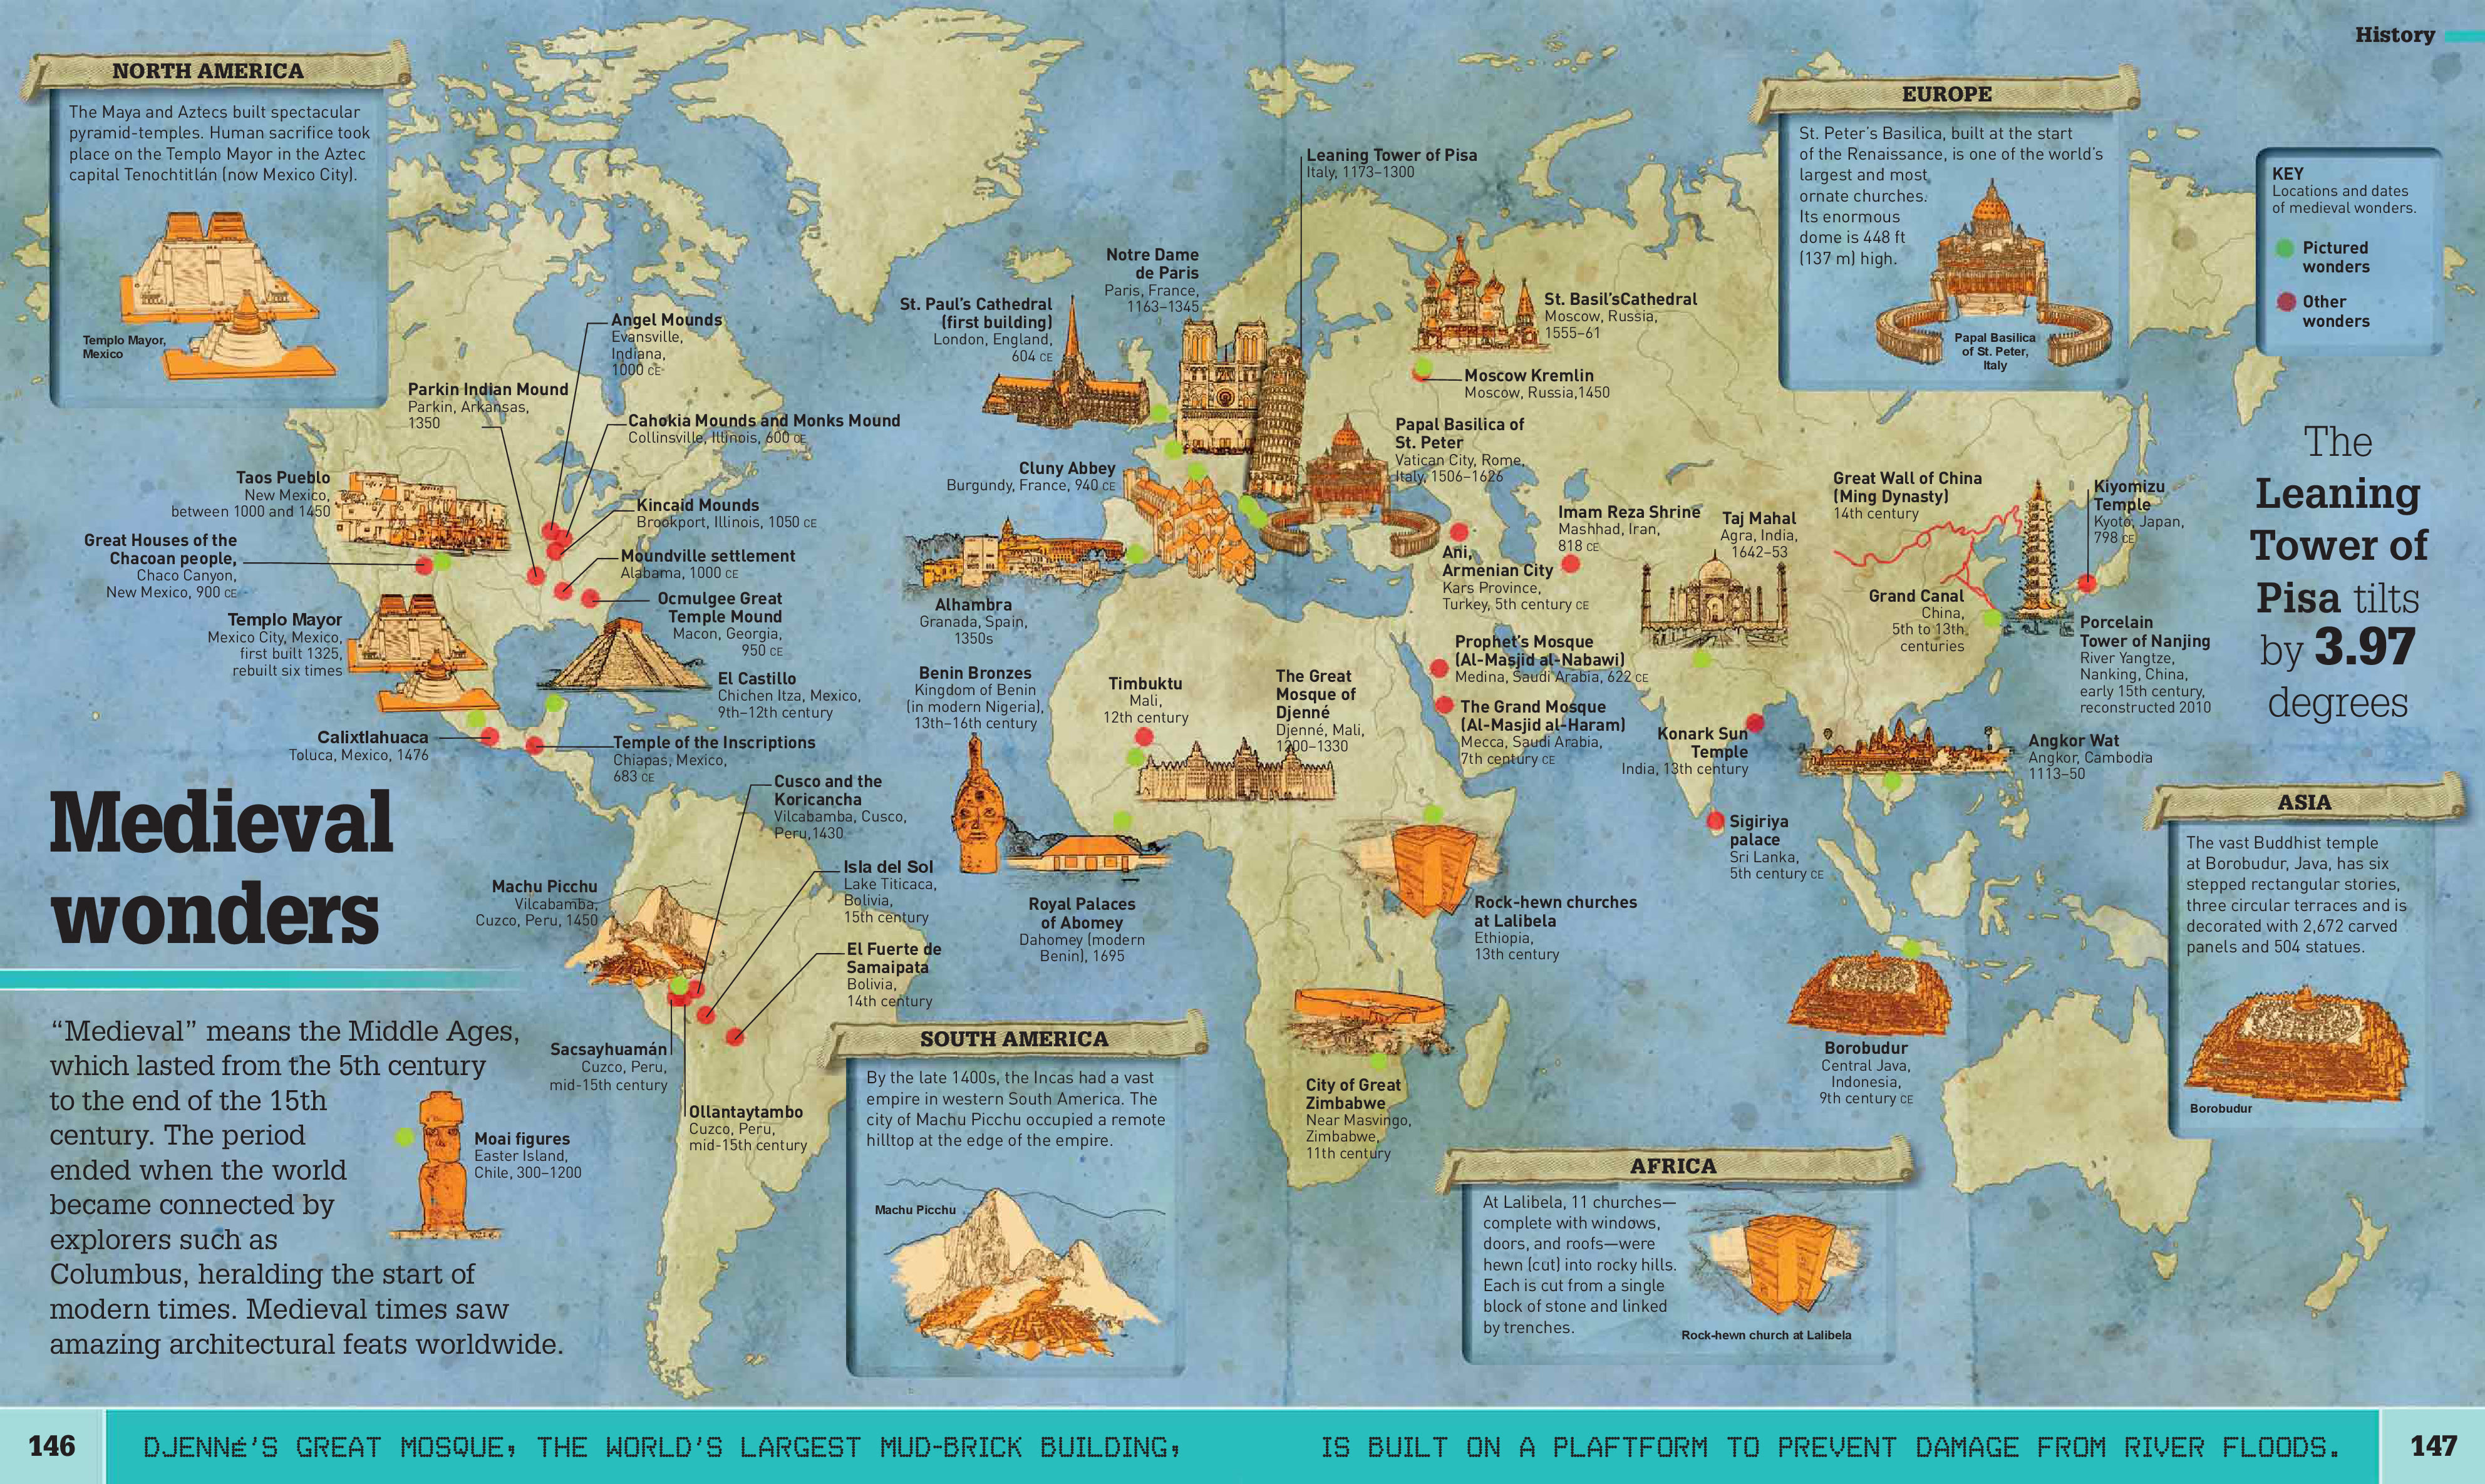 History
NORTH AMERICA
The Maya and Aztecs built spectacular
pyramid-temples. Human sacrifice took
place on the Templo Mayor in the Aztec
capital Tenochtitlán (now Mexico City).
Templo Mayor,
Mexico
EUROPE
St. Peter's Basilica, built at the start
of the Renaissance, is one of the world's
largest and most
ornate churches.
Its enormous
dome is 448 ft
(137 m) high.
Papal Basilica
of St. Peter,
Italy
KEY
Locations and dates
of medieval wonders.
Pictured
wonders
Other
wonders
Leaning Tower of Pisa
Italy, 1173–1300
Notre Dame
de Paris
Paris, France,
1163–1345
St. Paul's Cathedral
(first building)
London, England,
604 CE
St. Basil'sCathedral
Moscow, Russia,
1555–61
Moscow Kremlin
Moscow, Russia,1450
Angel Mounds
Evansville,
Indiana,
1000 CE
Parkin Indian Mound
Parkin, Arkansas,
1350
Cahokia Mounds and Monks Mound
Collinsville, Illinois, 600 CE
Papal Basilica of
St. Peter
Vatican City, Rome,
Italy, 1506–1626
Taos Pueblo
New Mexico,
between 1000 and 1450
Kincaid Mounds
Brookport, Illinois, 1050 CE
Cluny Abbey
Burgundy, France, 940 CE
Great Houses of the
Chacoan people,
Chaco Canyon,
New Mexico, 900 CE
Moundville settlement
Alabama, 1000 CE
Ocmulgee Great
Temple Mound
Macon, Georgia,
950 CE
Templo Mayor
Mexico City, Mexico,
first built 1325,
rebuilt six times
El Castillo
Chichen Itza, Mexico,
9th–12th century
Calixtlahuaca
Toluca, Mexico, 1476
Temple of the Inscriptions
Chiapas, Mexico,
683 CE
Alhambra
Granada, Spain,
1350s
Benin Bronzes
Kingdom of Benin
(in modern Nigeria),
13th–16th century
Timbuktu
Mali,
12th century
The Great
Mosque of
Djenné
Djenné, Mali,
1200–1330
Ani,
Armenian City
Kars Province,
Turkey, 5th century CE
Imam Reza Shrine
Mashhad, Iran,
818 CE
Taj Mahal
Agra, India,
1642–53
Great Wall of China
(Ming Dynasty)
14th century
Kiyomizu
Temple
Kyoto, Japan,
798 CE
Grand Canal
China,
5th to 13th
centuries
Porcelain
Tower of Nanjing
River Yangtze,
Nanking, China,
early 15th century,
reconstructed 2010
Prophet's Mosque
(Al-Masjid al-Nabawi)
Medina, Saudi Arabia, 622 CE
The Grand Mosque
(Al-Masjid al-Haram)
Mecca, Saudi Arabia,
7th century CE
Konark Sun
Temple
India, 13th century
Angkor Wat
Angkor, Cambodia
1113–50
Sigiriya
palace
Sri Lanka,
5th century CE
The
Leaning
Tower of
Pisa tilts
by 3.97
degrees
Medieval
wonders
"Medieval" means the Middle Ages,
which lasted from the 5th century
to the end of the 15th
century. The period
ended when the world
became connected by
explorers such as
Columbus, heralding the start of
modern times. Medieval times saw
amazing architectural feats worldwide.
Moai figures
Easter Island,
Chile, 300–1200
Cusco and the
Koricancha
Vilcabamba, Cusco,
Peru,1430
Isla del Sol
Lake Titicaca,
Bolivia,
15th century
Machu Picchu
Vilcabamba,
Cuzco, Peru, 1450
El Fuerte de
Samaipata
Bolivia,
14th century
Sacsayhuamán
Cuzco, Peru,
mid-15th century
Ollantaytambo
Cuzco, Peru,
mid-15th century
Royal Palaces
of Abomey
Dahomey (modern
Benin), 1695
Rock-hewn churches
at Lalibela
Ethiopia,
13th century
City of Great
Zimbabwe
Near Masvingo,
Zimbabwe,
11th century
Borobudur
Central Java,
Indonesia,
9th century CE
SOUTH AMERICA
By the late 1400s, the Incas had a vast
empire in western South America. The
city of Machu Picchu occupied a remote
hilltop at the edge of the empire.
Machu Picchu
AFRICA
At Lalibela, 11 churches—
complete with windows,
doors, and roofs—were
hewn (cut) into rocky hills.
Each is cut from a single
block of stone and linked
by trenches.
Rock-hewn church at Lalibela
ASIA
The vast Buddhist temple
at Borobudur, Java, has six
stepped rectangular stories,
three circular terraces and is
decorated with 2,672 carved
panels and 504 statues.
Borobudur
146
DJENNÉ'S GREAT MOSQUE, THE WORLD'S LARGEST MUD-BRICK BUILDING,
IS BUILT ON A PLAFTFORM TO PREVENT DAMAGE FROM RIVER FLOODS.
147